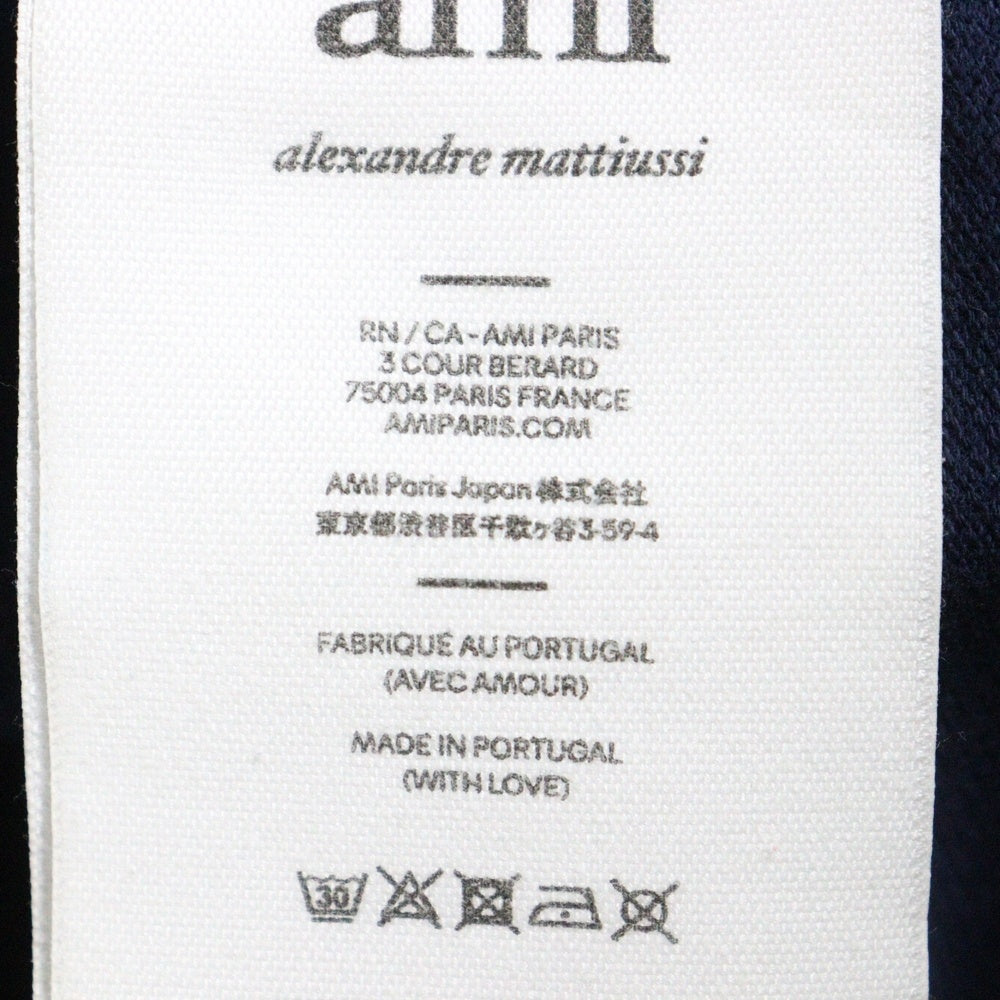 ami
alexandre mattiussi
RN / CA - AMI PARIS
3 COUR BERARD
75004 PARIS FRANCE
AMIPARIS.COM
AMI Paris Japan 株式会社
東京都渋谷区千駄ヶ谷3-59-4
FABRIQUÉ AU PORTUGAL
(AVEC AMOUR)
MADE IN PORTUGAL
(WITH LOVE)
30